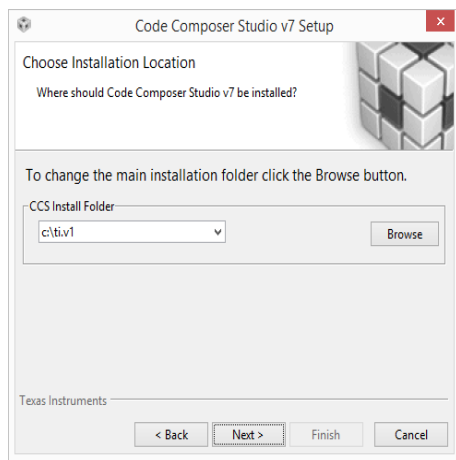 Code Composer Studio v7 Setup
x
Choose Installation Location
Where should Code Composer Studio v7 be installed?
To change the main installation folder click the Browse button.
CCS Install Folder
c:\ti.v1
Browse
Texas Instruments
< Back Next > Finish Cancel